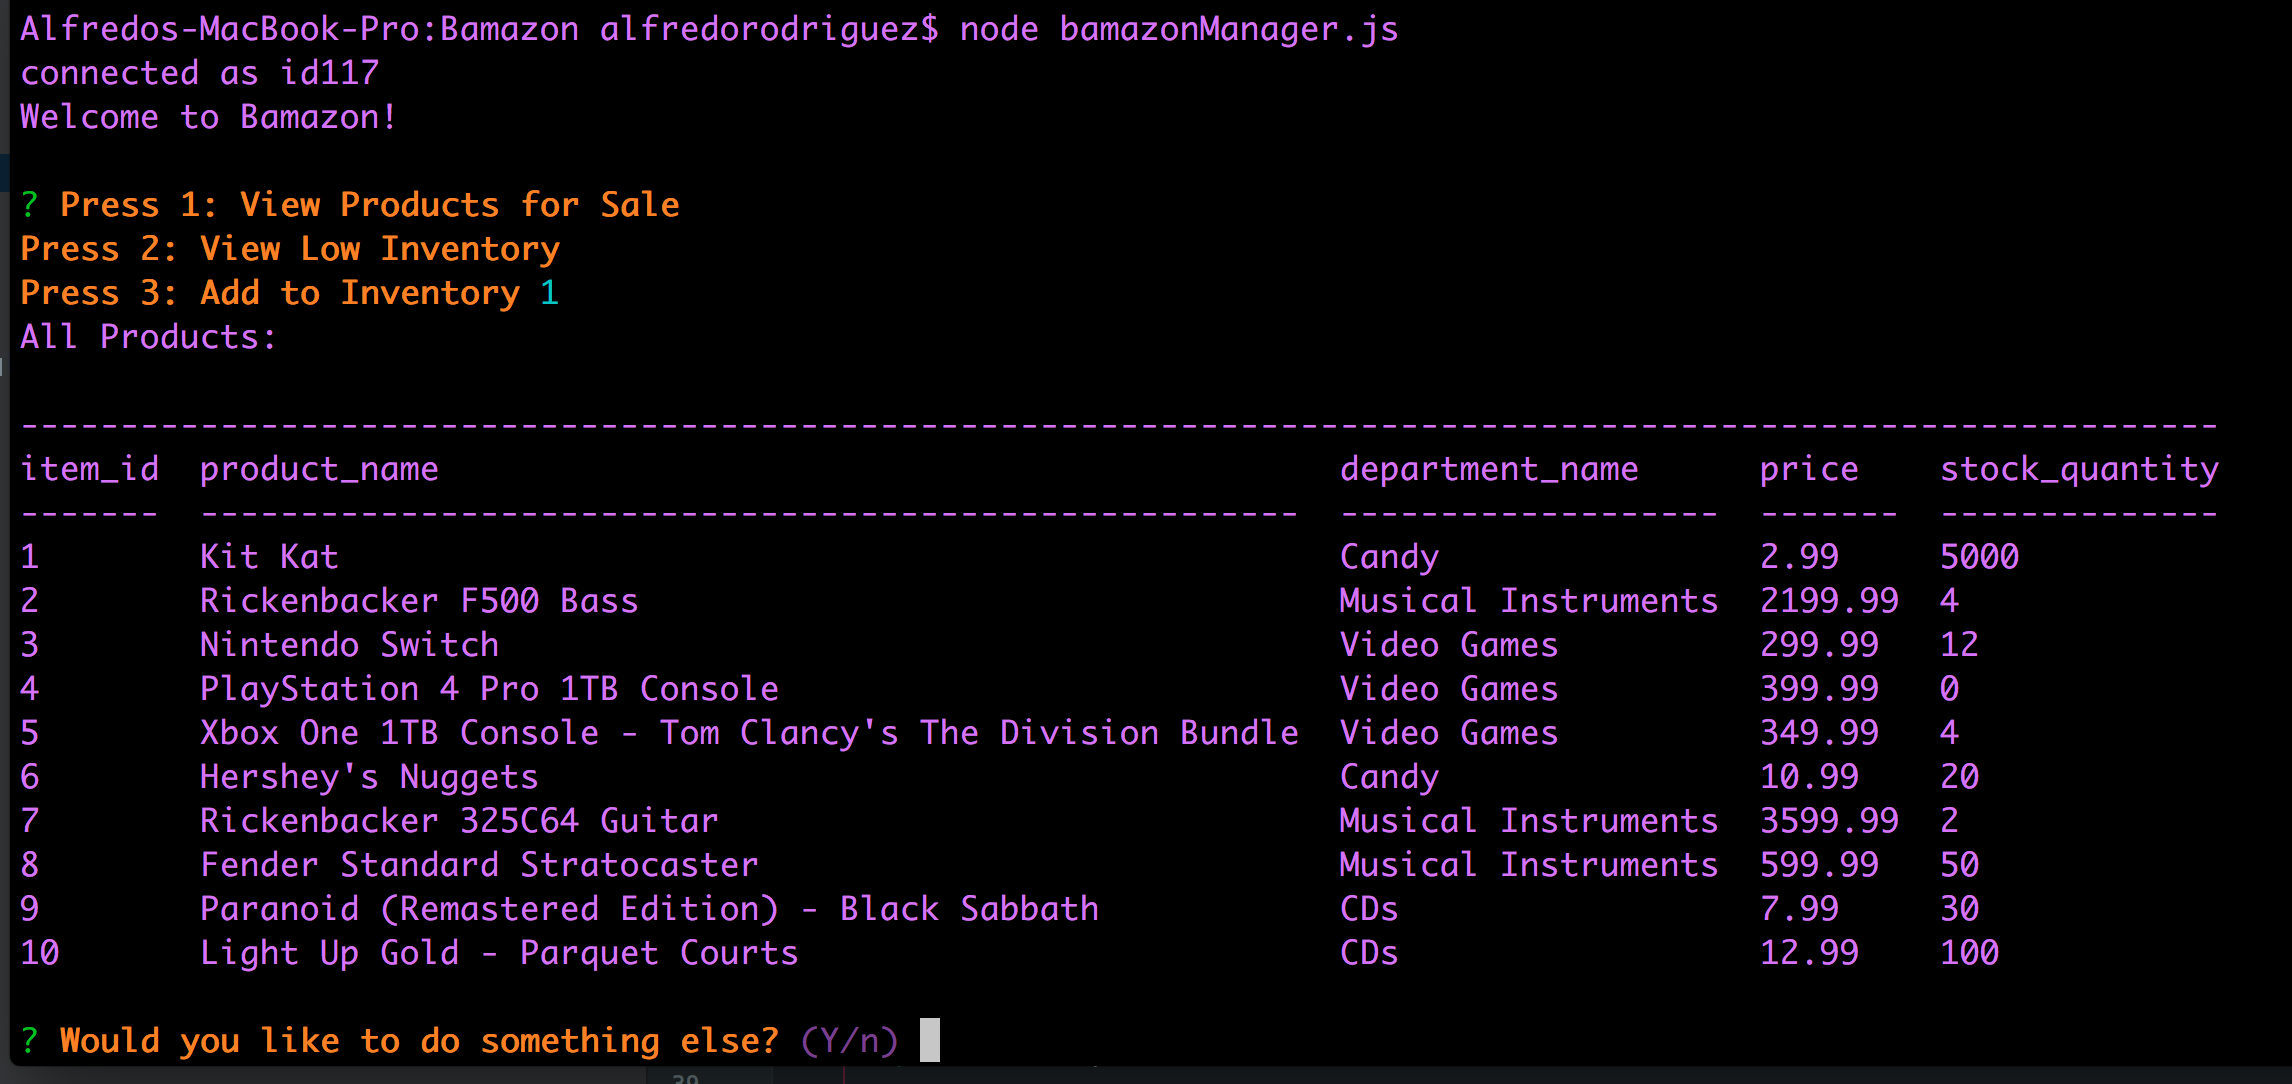 Alfredos-MacBook-Pro:Bamazon alfredorodriguez$ node bamazonManager.js
connected as id117
Welcome to Bamazon!
? Press 1: View Products for Sale
Press 2: View Low Inventory
Press 3: Add to Inventory 1
All Products:
--------------------------------------------------------------------------------------------------------------
item_id  product_name                                             department_name      price    stock_quantity
-------  -------------------------------------------------------  -------------------  -------  --------------
1        Kit Kat                                                  Candy                2.99     5000
2        Rickenbacker F500 Bass                                   Musical Instruments  2199.99  4
3        Nintendo Switch                                          Video Games          299.99   12
4        PlayStation 4 Pro 1TB Console                            Video Games          399.99   0
5        Xbox One 1TB Console - Tom Clancy's The Division Bundle  Video Games          349.99   4
6        Hershey's Nuggets                                        Candy                10.99    20
7        Rickenbacker 325C64 Guitar                               Musical Instruments  3599.99  2
8        Fender Standard Stratocaster                             Musical Instruments  599.99   50
9        Paranoid (Remastered Edition) - Black Sabbath            CDs                  7.99     30
10       Light Up Gold - Parquet Courts                           CDs                  12.99    100
? Would you like to do something else? (Y/n)